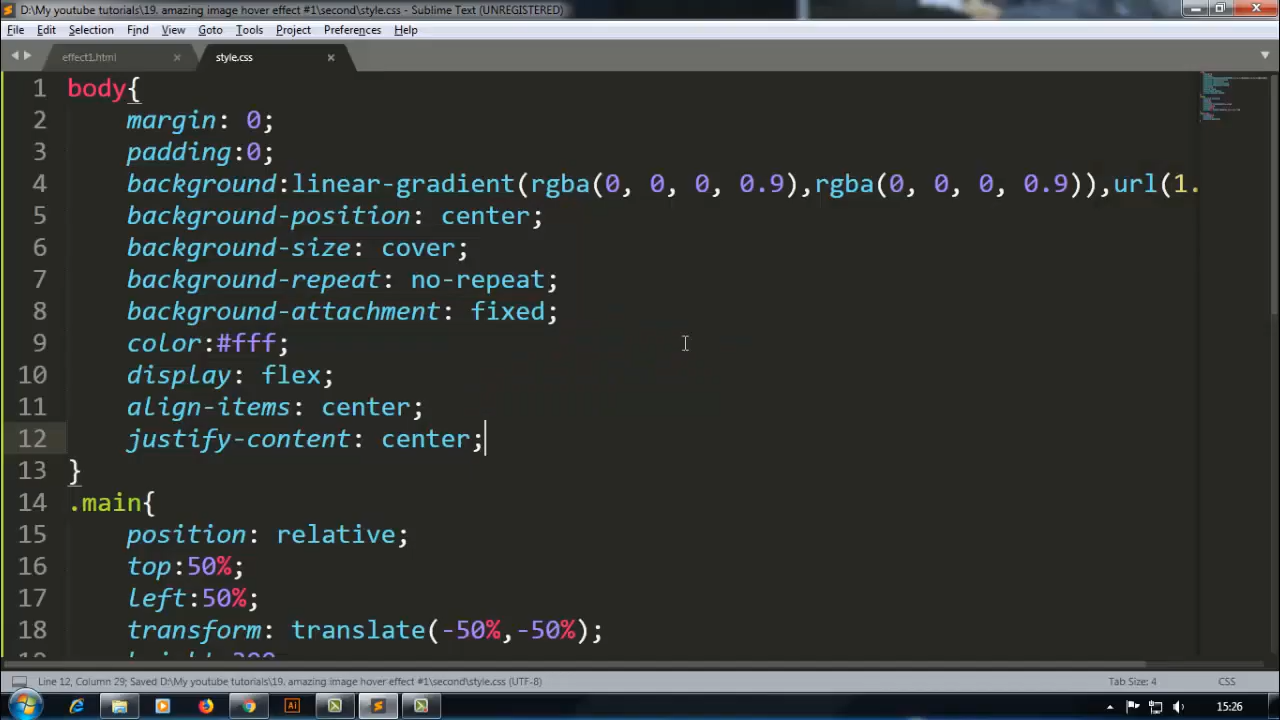 D:\My youtube tutorials\19. amazing image hover effect #1\second\style.css - Sublime Text (UNREGISTERED)
File Edit Selection Find View Goto Tools Project Preferences Help
effect1.html style.css
1 body{
2 margin: 0;
3 padding:0;
4 background:linear-gradient(rgba(0, 0, 0, 0.9),rgba(0, 0, 0, 0.9)),url(1.
5 background-position: center;
6 background-size: cover;
7 background-repeat: no-repeat;
8 background-attachment: fixed;
9 color:#fff;
10 display: flex;
11 align-items: center;
12 justify-content: center;
13 }
14 .main{
15 position: relative;
16 top:50%;
17 left:50%;
18 transform: translate(-50%,-50%);
Line 12, Column 29; Saved D:\My youtube tutorials\19. amazing image hover effect #1\second\style.css (UTF-8) Tab Size: 4 CSS
Ai 15:26